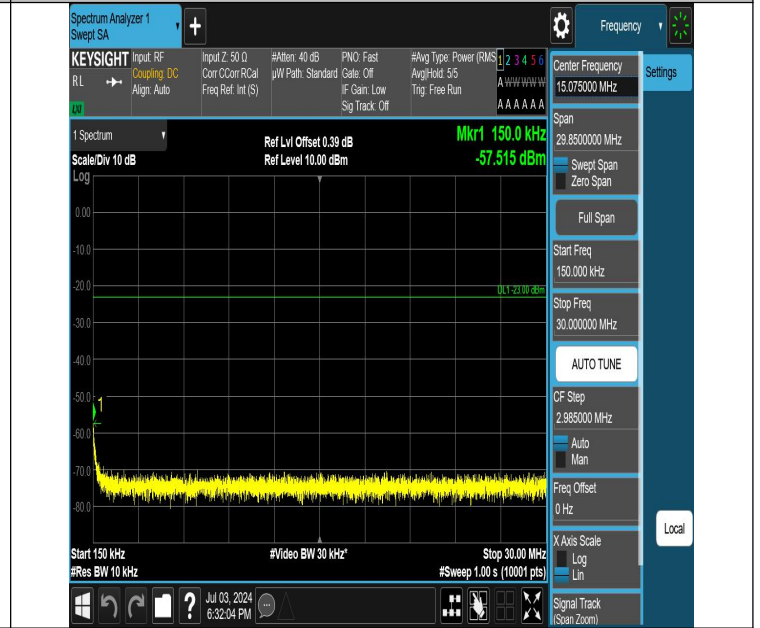 Spectrum Analyzer 1
Swept SA
+
Frequency
KEYSIGHT
RL
LXI
Input: RF
Coupling: DC
Align: Auto
Input Z: 50 Ω
Corr CCorr RCal
Freq Ref: Int (S)
#Atten: 40 dB
µW Path: Standard
PNO: Fast
Gate: Off
IF Gain: Low
Sig Track: Off
#Avg Type: Power (RMS
Avg|Hold: 5/5
Trig: Free Run
1 2 3 4 5 6
A W W W W W
A A A A A A
1 Spectrum
Scale/Div 10 dB
Log
Ref Lvl Offset 0.39 dB
Ref Level 10.00 dBm
Mkr1 150.0 kHz
-57.515 dBm
0.00
-10.0
-20.0
DL1 -23.00 dBm
-30.0
-40.0
-50.0
1
-60.0
-70.0
-80.0
Start 150 kHz
#Res BW 10 kHz
#Video BW 30 kHz*
Stop 30.00 MHz
#Sweep 1.00 s (10001 pts)
?
Jul 03, 2024
6:32:04 PM
Center Frequency
15.075000 MHz
Settings
Span
29.8500000 MHz
Swept Span
Zero Span
Full Span
Start Freq
150.000 kHz
Stop Freq
30.000000 MHz
AUTO TUNE
CF Step
2.985000 MHz
Auto
Man
Freq Offset
0 Hz
Local
X Axis Scale
Log
Lin
Signal Track
(Span Zoom)